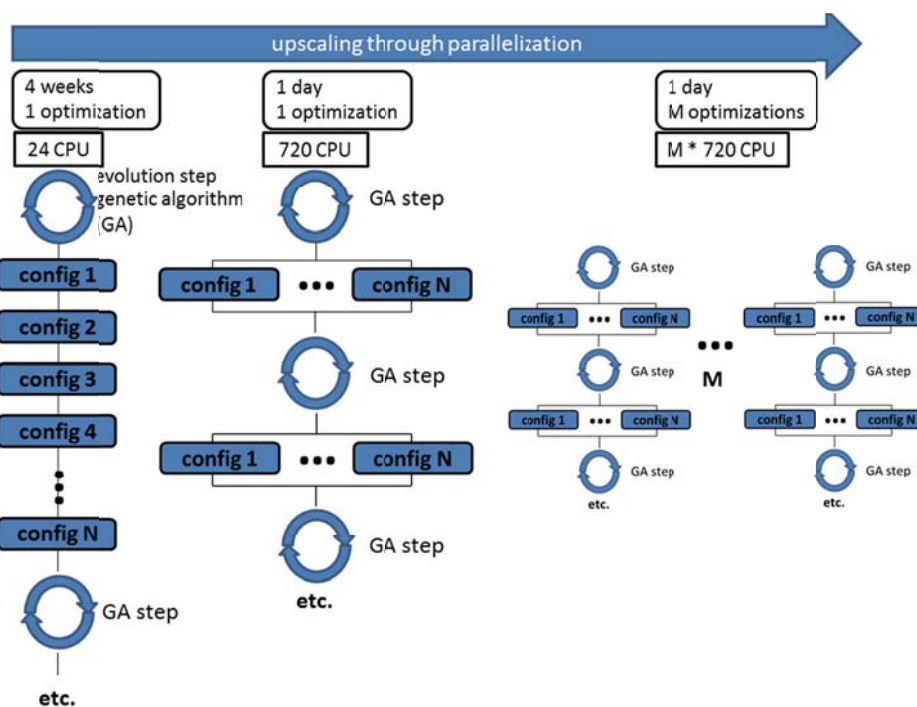 upscaling through parallelization
4 weeks
1 optimization
24 CPU
evolution step
genetic algorithm
(GA)
config 1
config 2
config 3
config 4
config N
GA step
etc.
1 day
1 optimization
720 CPU
GA step
config 1 ••• config N
GA step
config 1 ••• config N
GA step
etc.
1 day
M optimizations
M * 720 CPU
GA step
config 1 ••• config N
GA step
config 1 ••• config N
GA step
etc.
•••
M
GA step
config 1 ••• config N
GA step
config 1 ••• config N
GA step
etc.